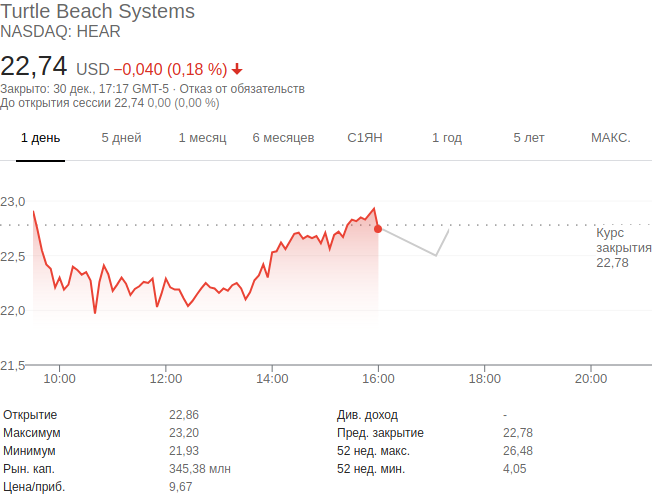 Turtle Beach Systems
NASDAQ: HEAR
22,74 USD −0,040 (0,18 %)
Закрыто: 30 дек., 17:17 GMT-5 · Отказ от обязательств
До открытия сессии 22,74 0,00 (0,00 %)
1 день 5 дней 1 месяц 6 месяцев С1ЯН 1 год 5 лет МАКС.
23,0
22,5
22,0
21,5
Курс
закрытия
22,78
10:00 12:00 14:00 16:00 18:00 20:00
Открытие 22,86 Див. доход -
Максимум 23,20 Пред. закрытие 22,78
Минимум 21,93 52 нед. макс. 26,48
Рын. кап. 345,38 млн 52 нед. мин. 4,05
Цена/приб. 9,67